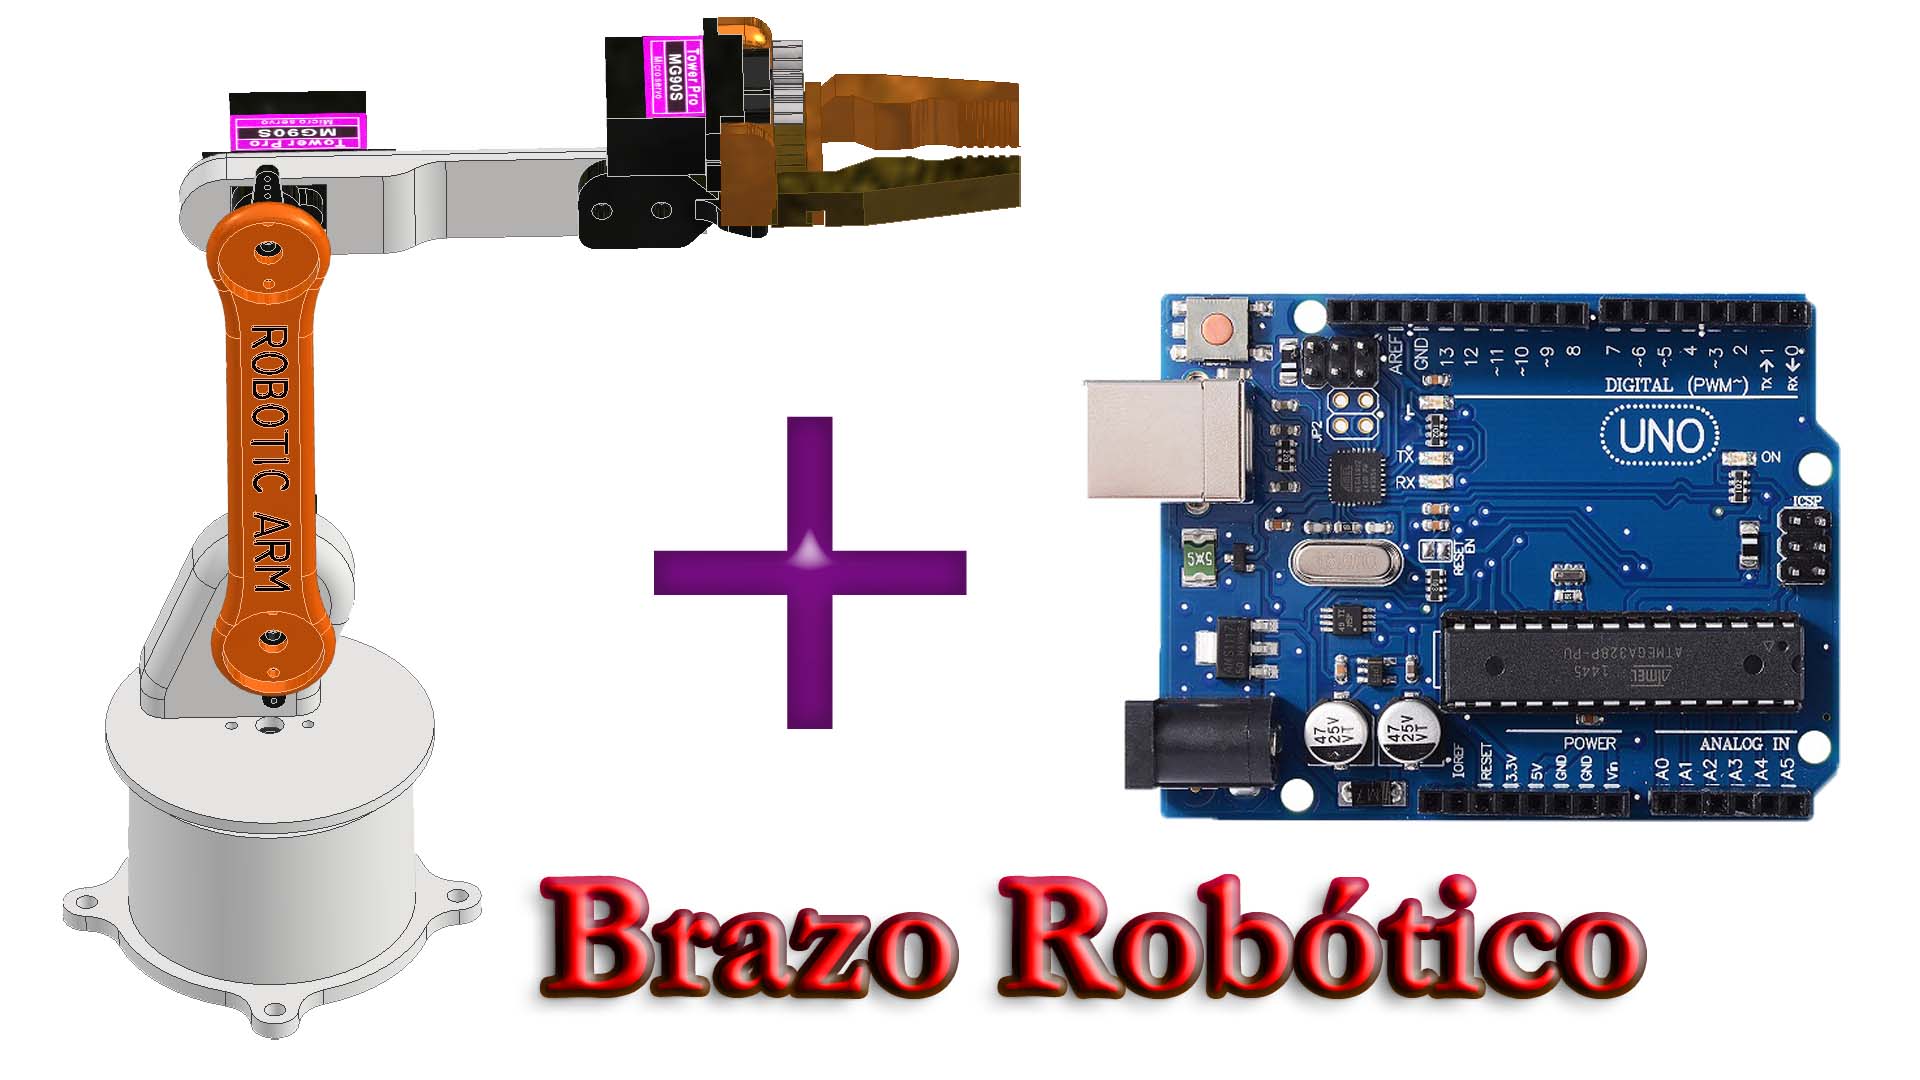 Tower Pro
MG90S
Micro servo
Tower Pro
MG90S
Micro servo
ROBOTIC ARM
AREF
GND
13
12
~11
~10
~9
8
7
~6
~5
4
~3
2
TX→1
RX←0
DIGITAL (PWM~)
UNO
L
TX
RX
ON
JP2
ICSP
RESET
EN
ATMEL
1445
ATMEGA328P-PU
AMS1117
47
25V
VT
47
25V
VT
M7
POWER
ANALOG IN
IOREF
RESET
3.3V
5V
GND
GND
Vin
A0
A1
A2
A3
A4
A5
Brazo Robótico